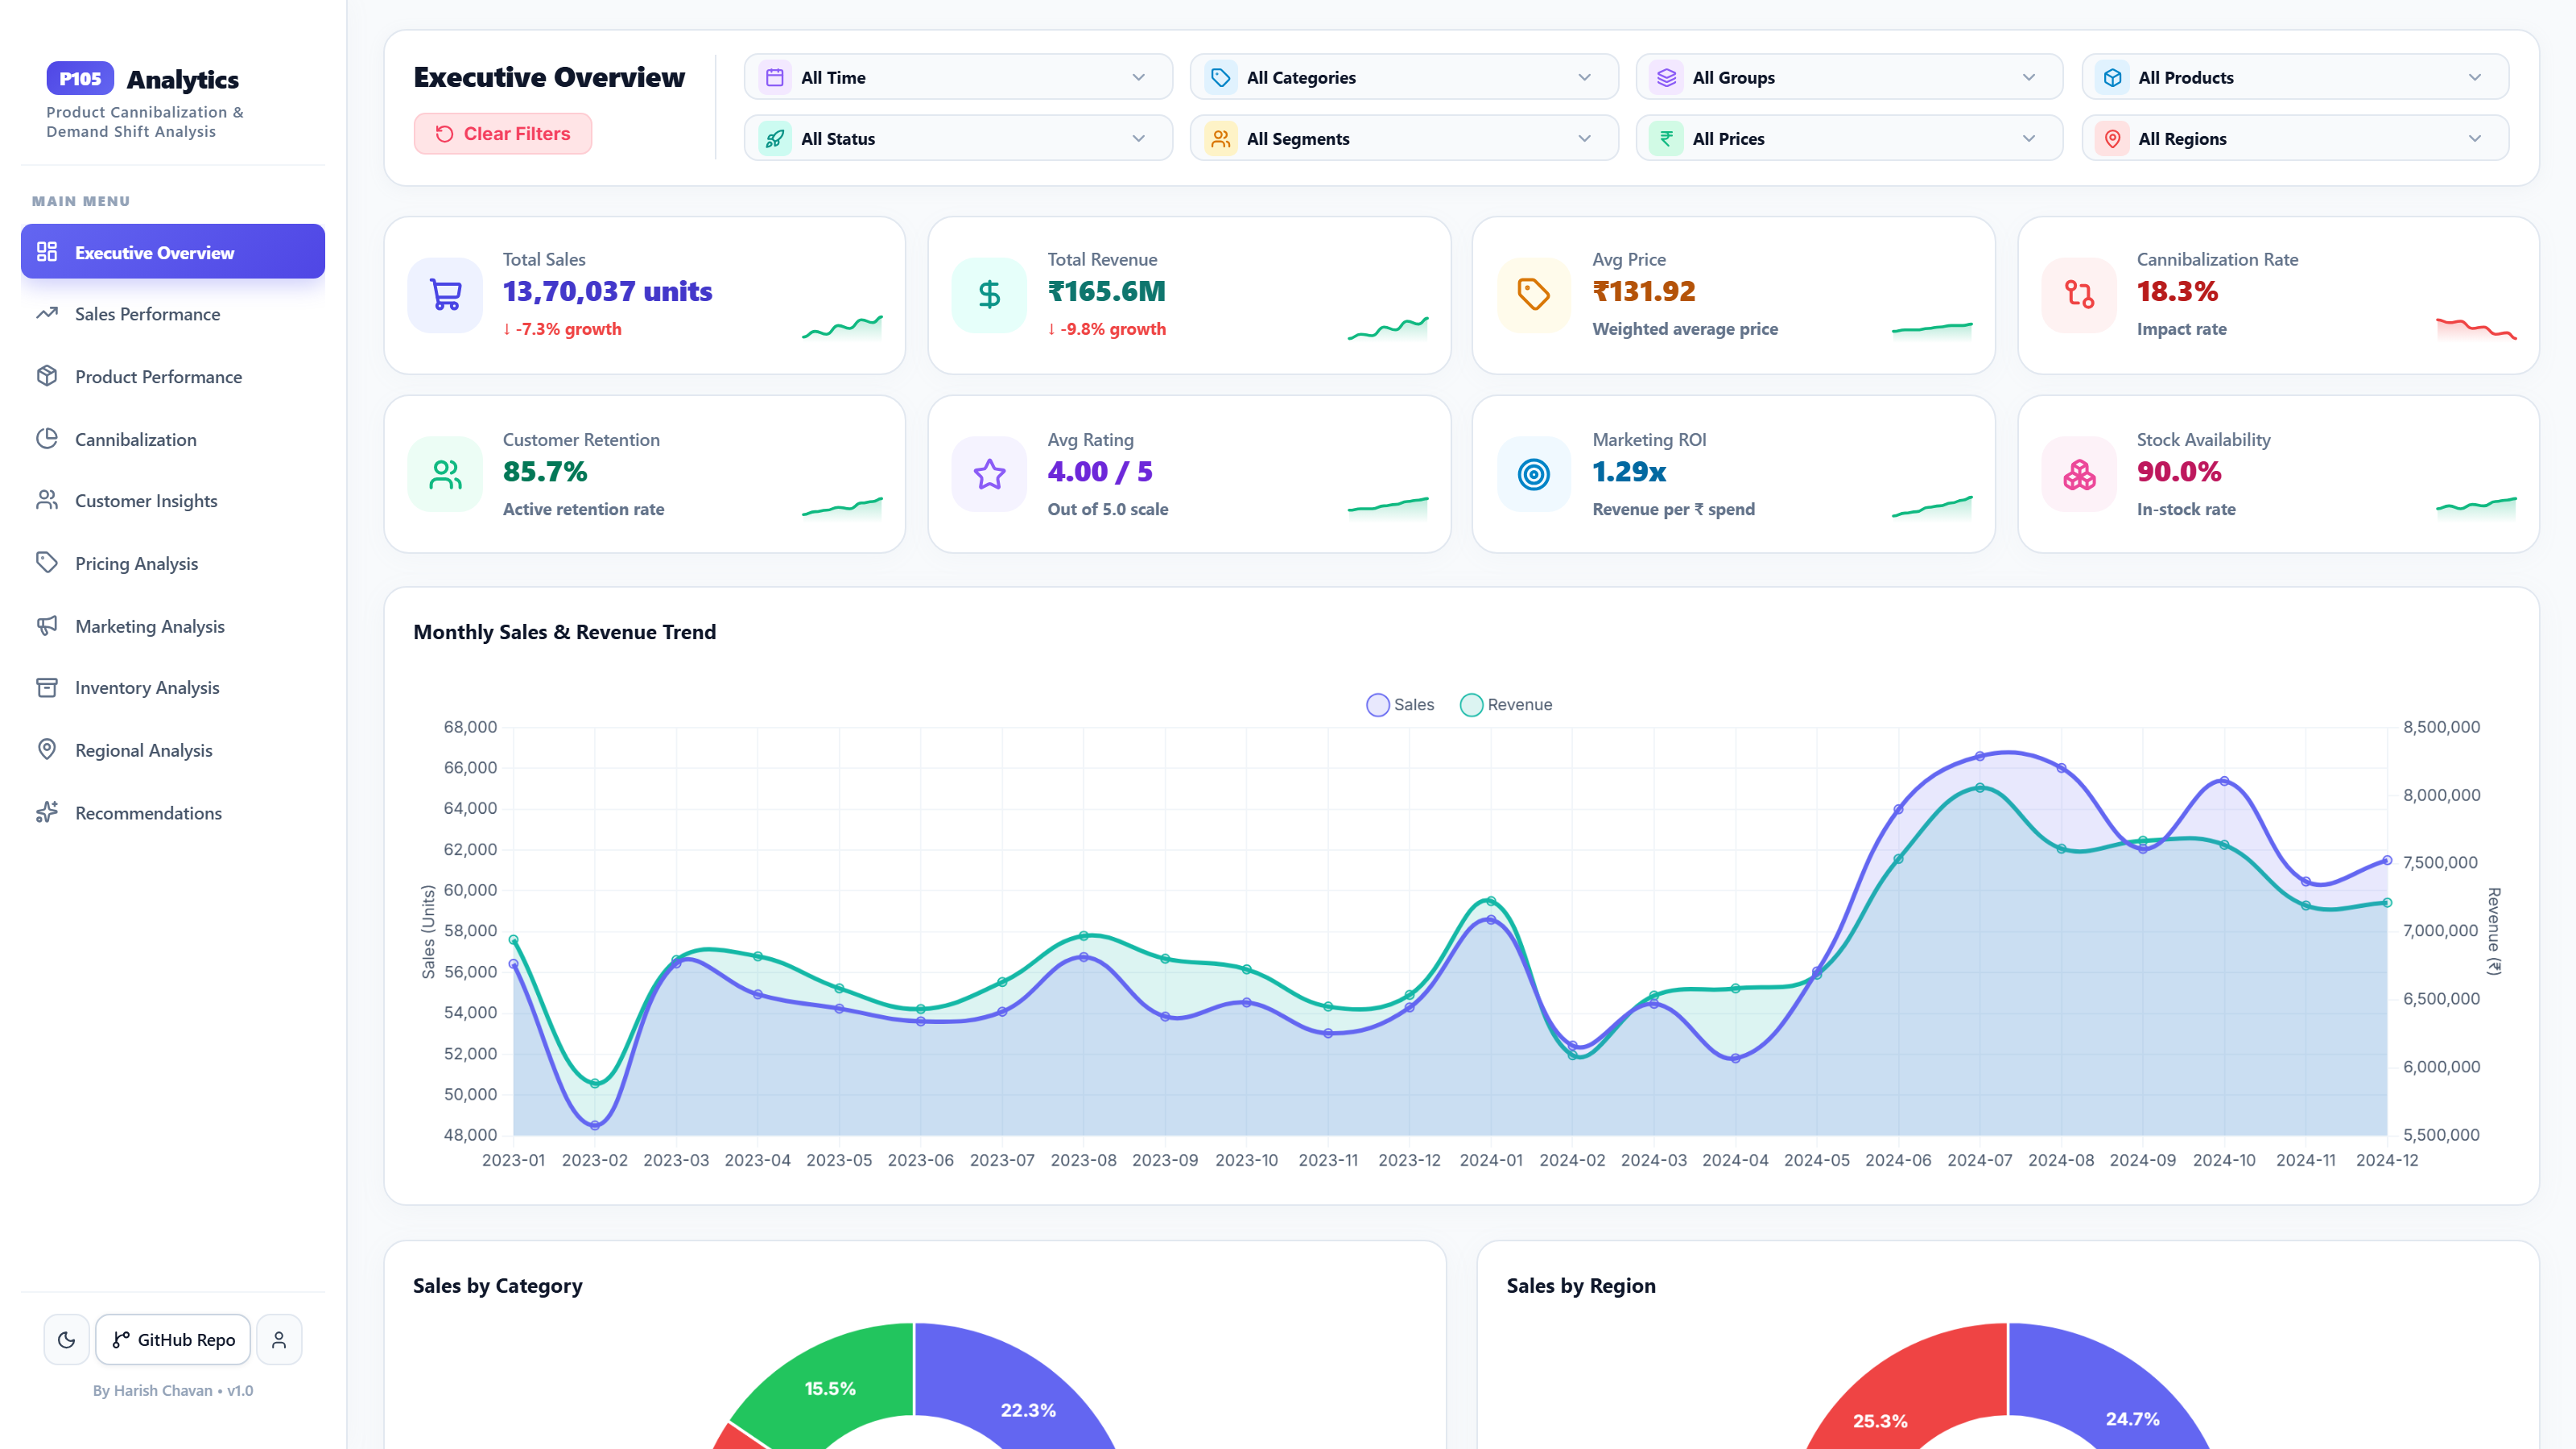 P105 Analytics
Product Cannibalization &
Demand Shift Analysis
MAIN MENU
Executive Overview
Sales Performance
Product Performance
Cannibalization
Customer Insights
Pricing Analysis
Marketing Analysis
Inventory Analysis
Regional Analysis
Recommendations
GitHub Repo
By Harish Chavan • v1.0
Executive Overview
Clear Filters
All Time
All Categories
All Groups
All Products
All Status
All Segments
₹ All Prices
All Regions
Total Sales
13,70,037 units
↓ -7.3% growth
Total Revenue
₹165.6M
↓ -9.8% growth
Avg Price
₹131.92
Weighted average price
Cannibalization Rate
18.3%
Impact rate
Customer Retention
85.7%
Active retention rate
Avg Rating
4.00 / 5
Out of 5.0 scale
Marketing ROI
1.29x
Revenue per ₹ spend
Stock Availability
90.0%
In-stock rate
Monthly Sales & Revenue Trend
Sales
Revenue
68,000
66,000
64,000
62,000
60,000
58,000
56,000
54,000
52,000
50,000
48,000
Sales (Units)
8,500,000
8,000,000
7,500,000
7,000,000
6,500,000
6,000,000
5,500,000
Revenue (₹)
2023-01 2023-02 2023-03 2023-04 2023-05 2023-06 2023-07 2023-08 2023-09 2023-10 2023-11 2023-12 2024-01 2024-02 2024-03 2024-04 2024-05 2024-06 2024-07 2024-08 2024-09 2024-10 2024-11 2024-12
Sales by Category
15.5%
22.3%
Sales by Region
25.3%
24.7%